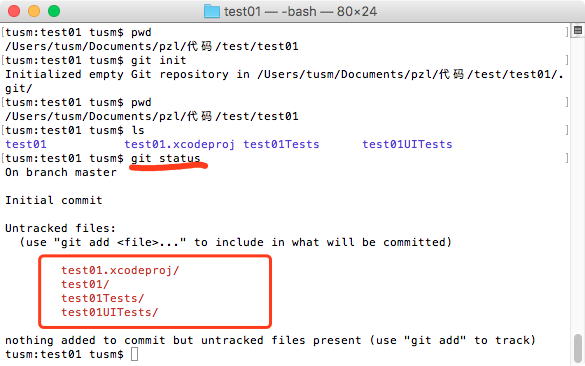 test01 — -bash — 80×24
[tusm:test01 tusm$ pwd ]
/Users/tusm/Documents/pzl/代码/test/test01
[tusm:test01 tusm$ git init ]
Initialized empty Git repository in /Users/tusm/Documents/pzl/代码/test/test01/.
git/
[tusm:test01 tusm$ pwd ]
/Users/tusm/Documents/pzl/代码/test/test01
[tusm:test01 tusm$ ls ]
test01 test01.xcodeproj test01Tests test01UITests
[tusm:test01 tusm$ git status ]
On branch master
Initial commit
Untracked files:
(use "git add <file>..." to include in what will be committed)
test01.xcodeproj/
test01/
test01Tests/
test01UITests/
nothing added to commit but untracked files present (use "git add" to track)
tusm:test01 tusm$